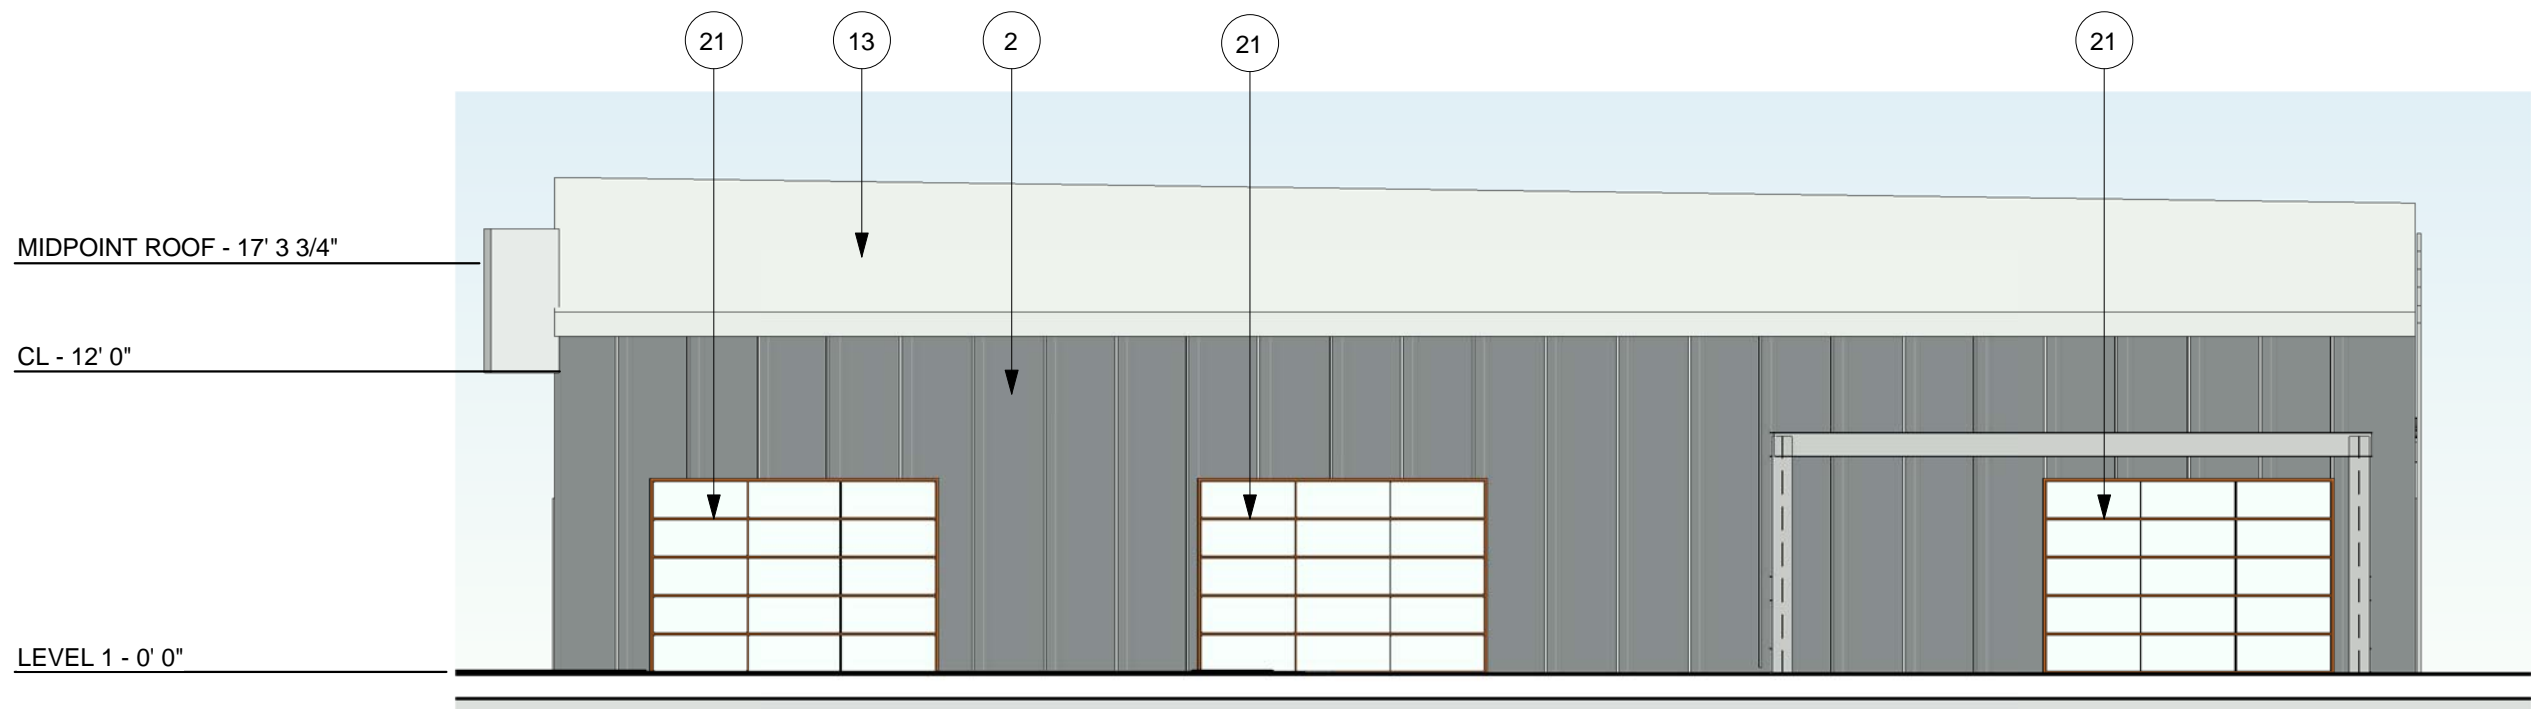 21
13
2
21
21
MIDPOINT ROOF - 17' 3 3/4"
CL - 12' 0"
LEVEL 1 - 0' 0"